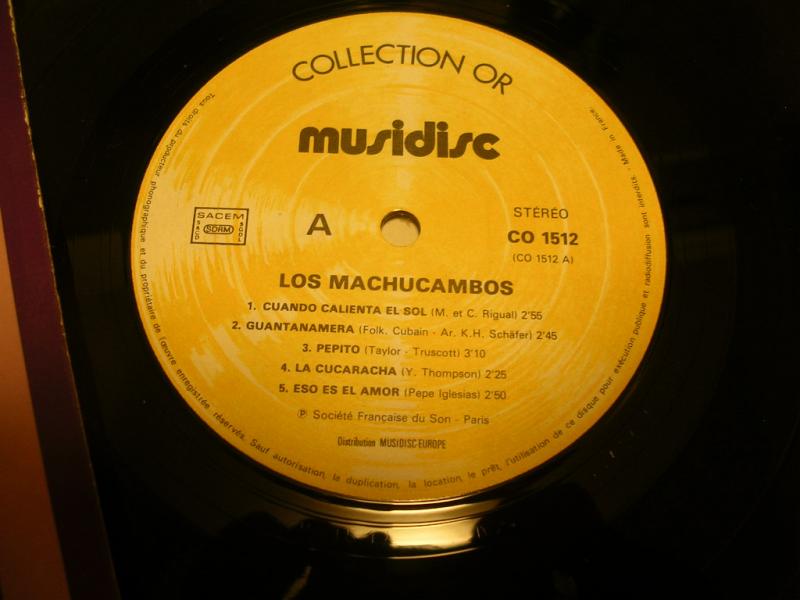 COLLECTION OR
musidisc
SACEM
SACD SDRM SGDL
A
STÉRÉO
CO 1512
(CO 1512 A)
LOS MACHUCAMBOS
1. CUANDO CALIENTA EL SOL (M. et C. Rigual) 2'55
2. GUANTANAMERA (Folk. Cubain - Ar. K.H. Schäfer) 2'45
3. PEPITO (Taylor - Truscott) 3'10
4. LA CUCARACHA (Y. Thompson) 2'25
5. ESO ES EL AMOR (Pepe Iglesias) 2'50
Ⓟ Société Française du Son - Paris
Distribution MUSIDISC-EUROPE
Tous droits du producteur phonographique et du propriétaire de l'œuvre enregistrée réservés. Sauf autorisation, la duplication, la location, le prêt, l'utilisation de ce disque pour exécution publique et radiodiffusion sont interdits - Made in France.